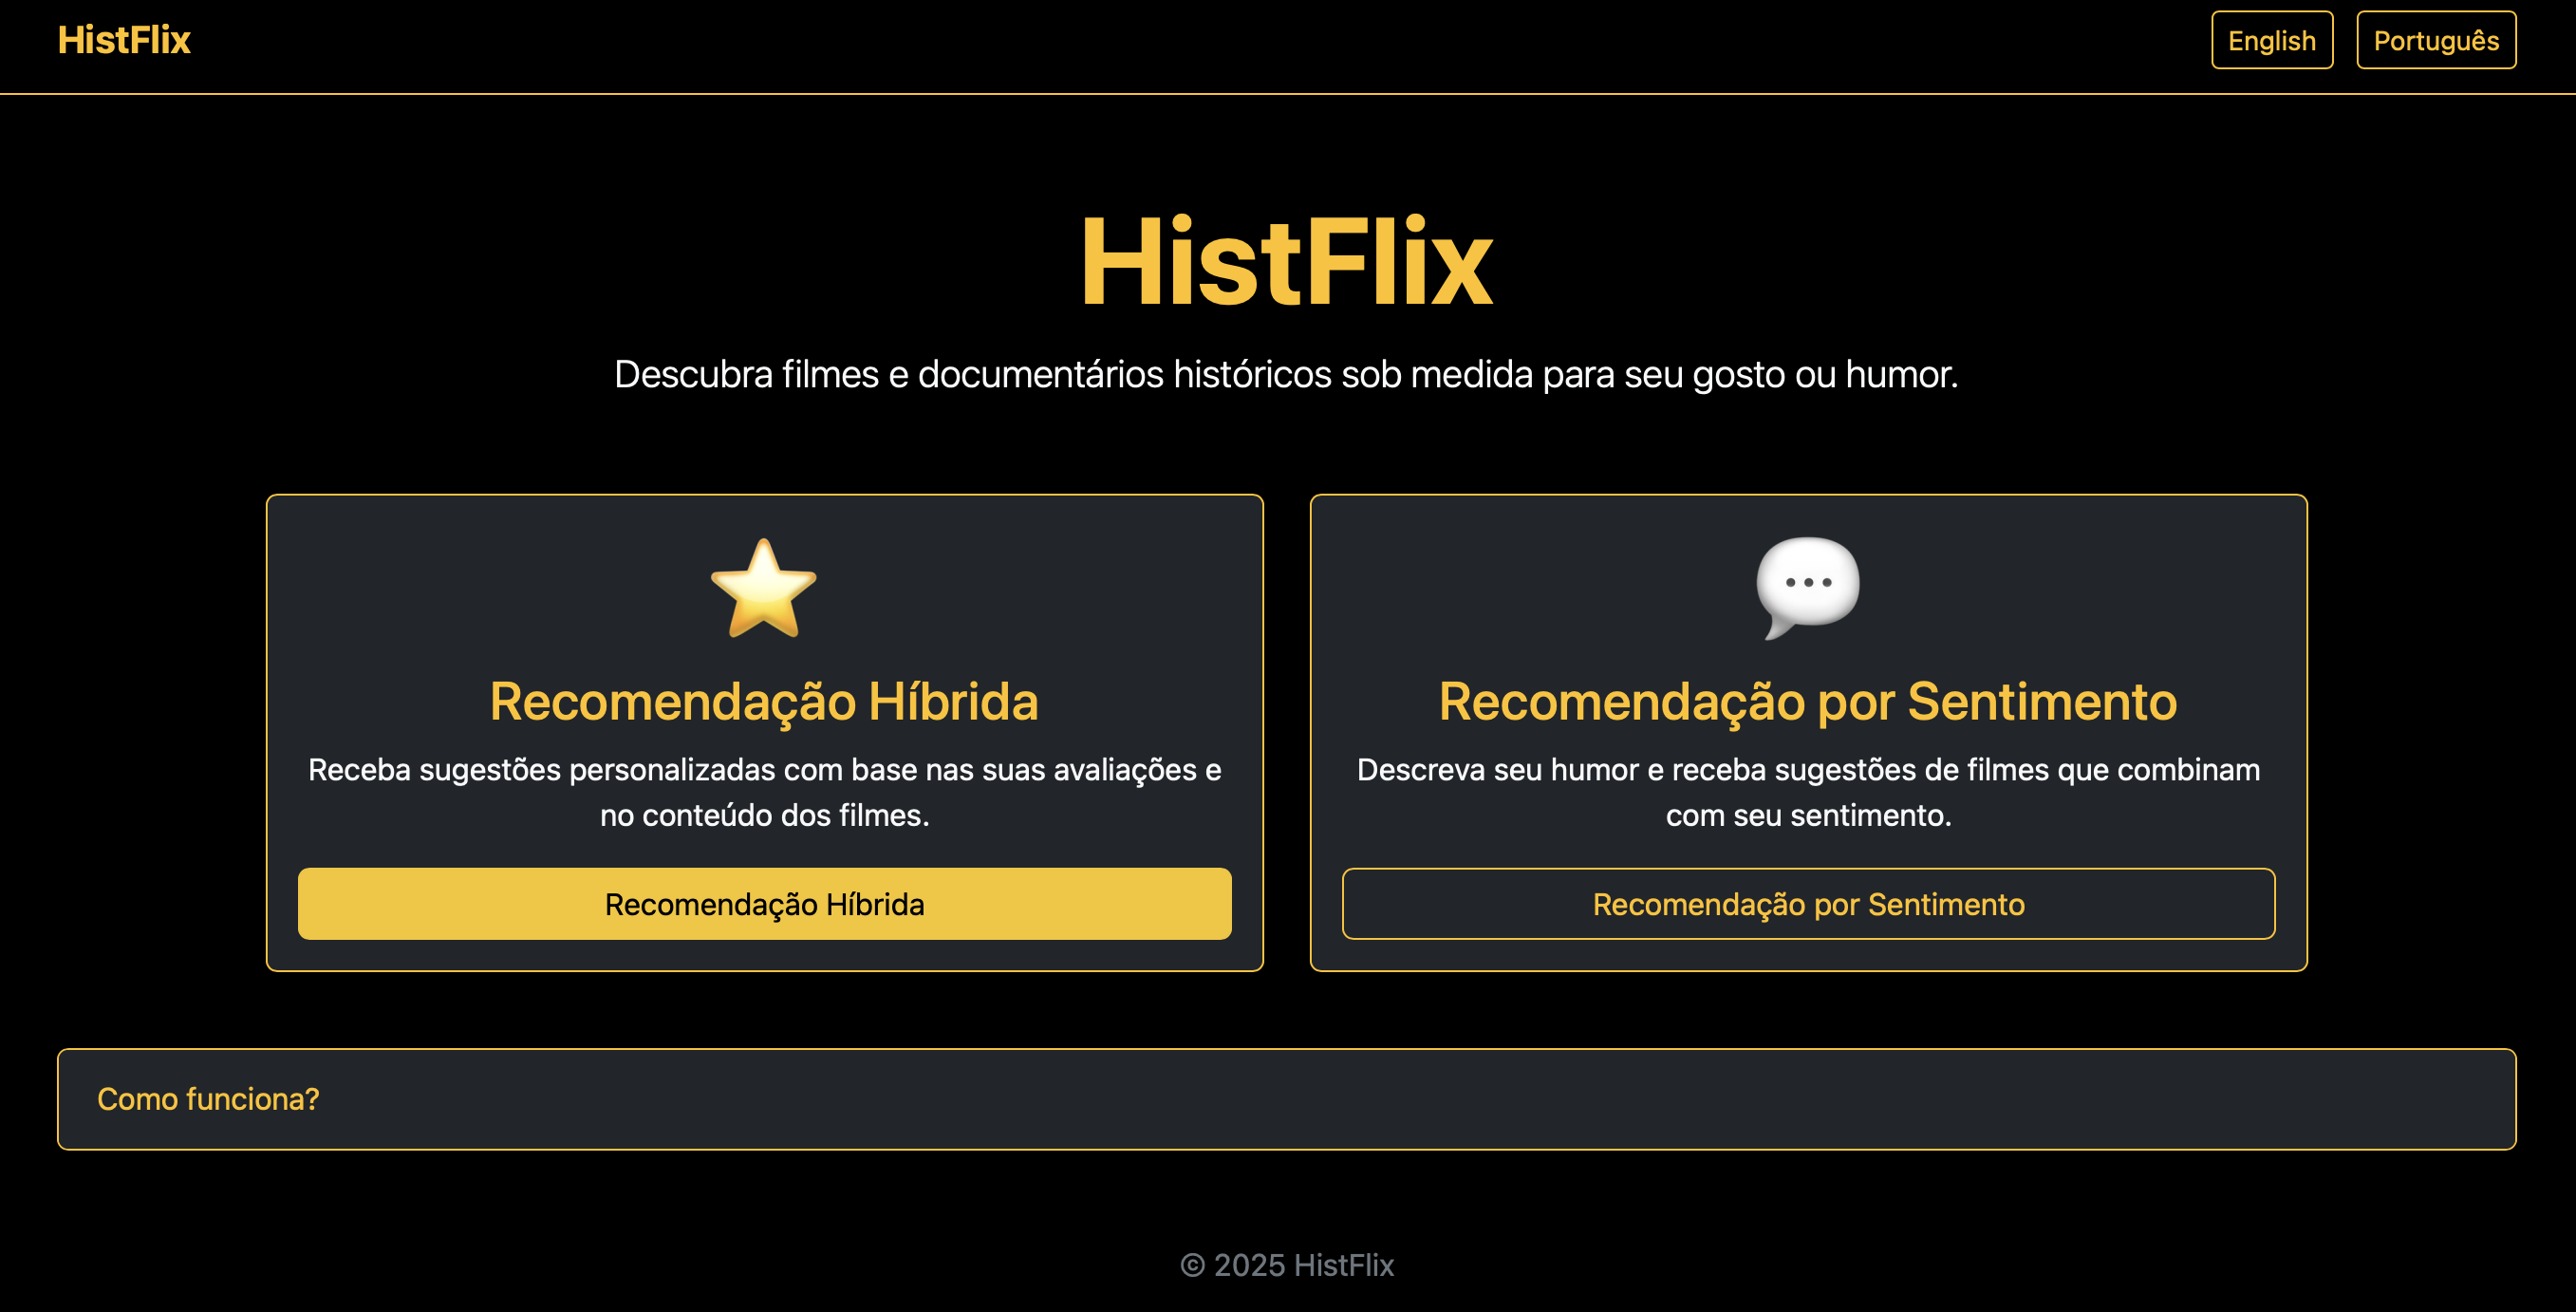 HistFlix
English
Português
HistFlix
Descubra filmes e documentários históricos sob medida para seu gosto ou humor.
Recomendação Híbrida
Receba sugestões personalizadas com base nas suas avaliações e
no conteúdo dos filmes.
Recomendação Híbrida
Recomendação por Sentimento
Descreva seu humor e receba sugestões de filmes que combinam
com seu sentimento.
Recomendação por Sentimento
Como funciona?
© 2025 HistFlix